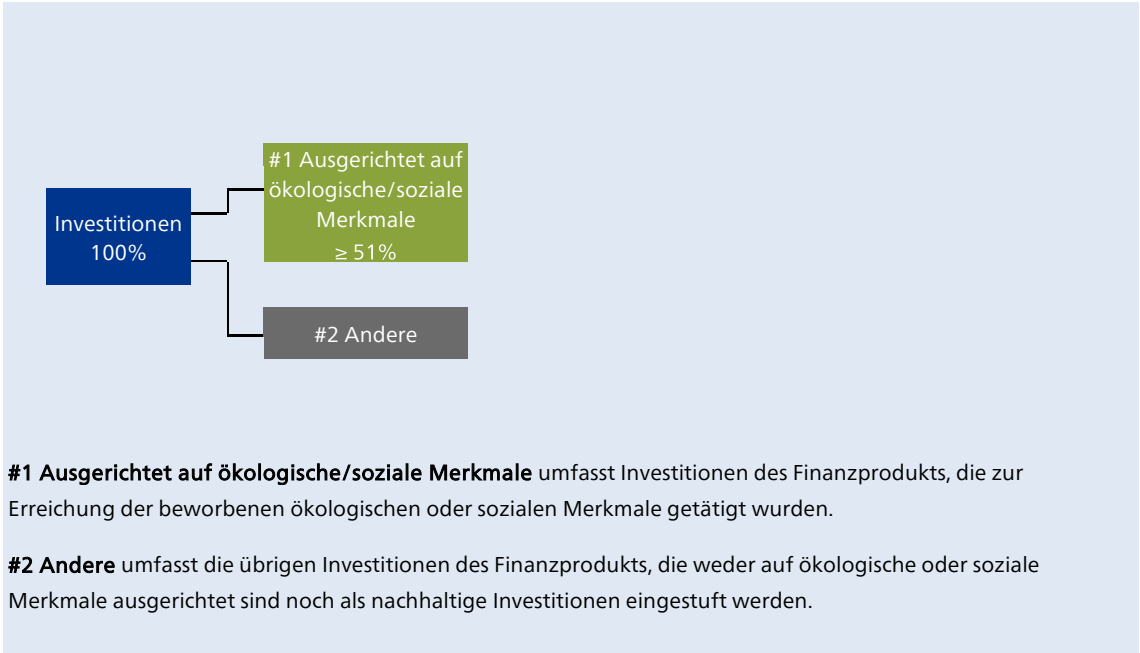 #1 Ausgerichtet auf
ökologische/soziale
Merkmale
≥ 51%
Investitionen
100%
#2 Andere
#1 Ausgerichtet auf ökologische/soziale Merkmale umfasst Investitionen des Finanzprodukts, die zur
Erreichung der beworbenen ökologischen oder sozialen Merkmale getätigt wurden.
#2 Andere umfasst die übrigen Investitionen des Finanzprodukts, die weder auf ökologische oder soziale
Merkmale ausgerichtet sind noch als nachhaltige Investitionen eingestuft werden.